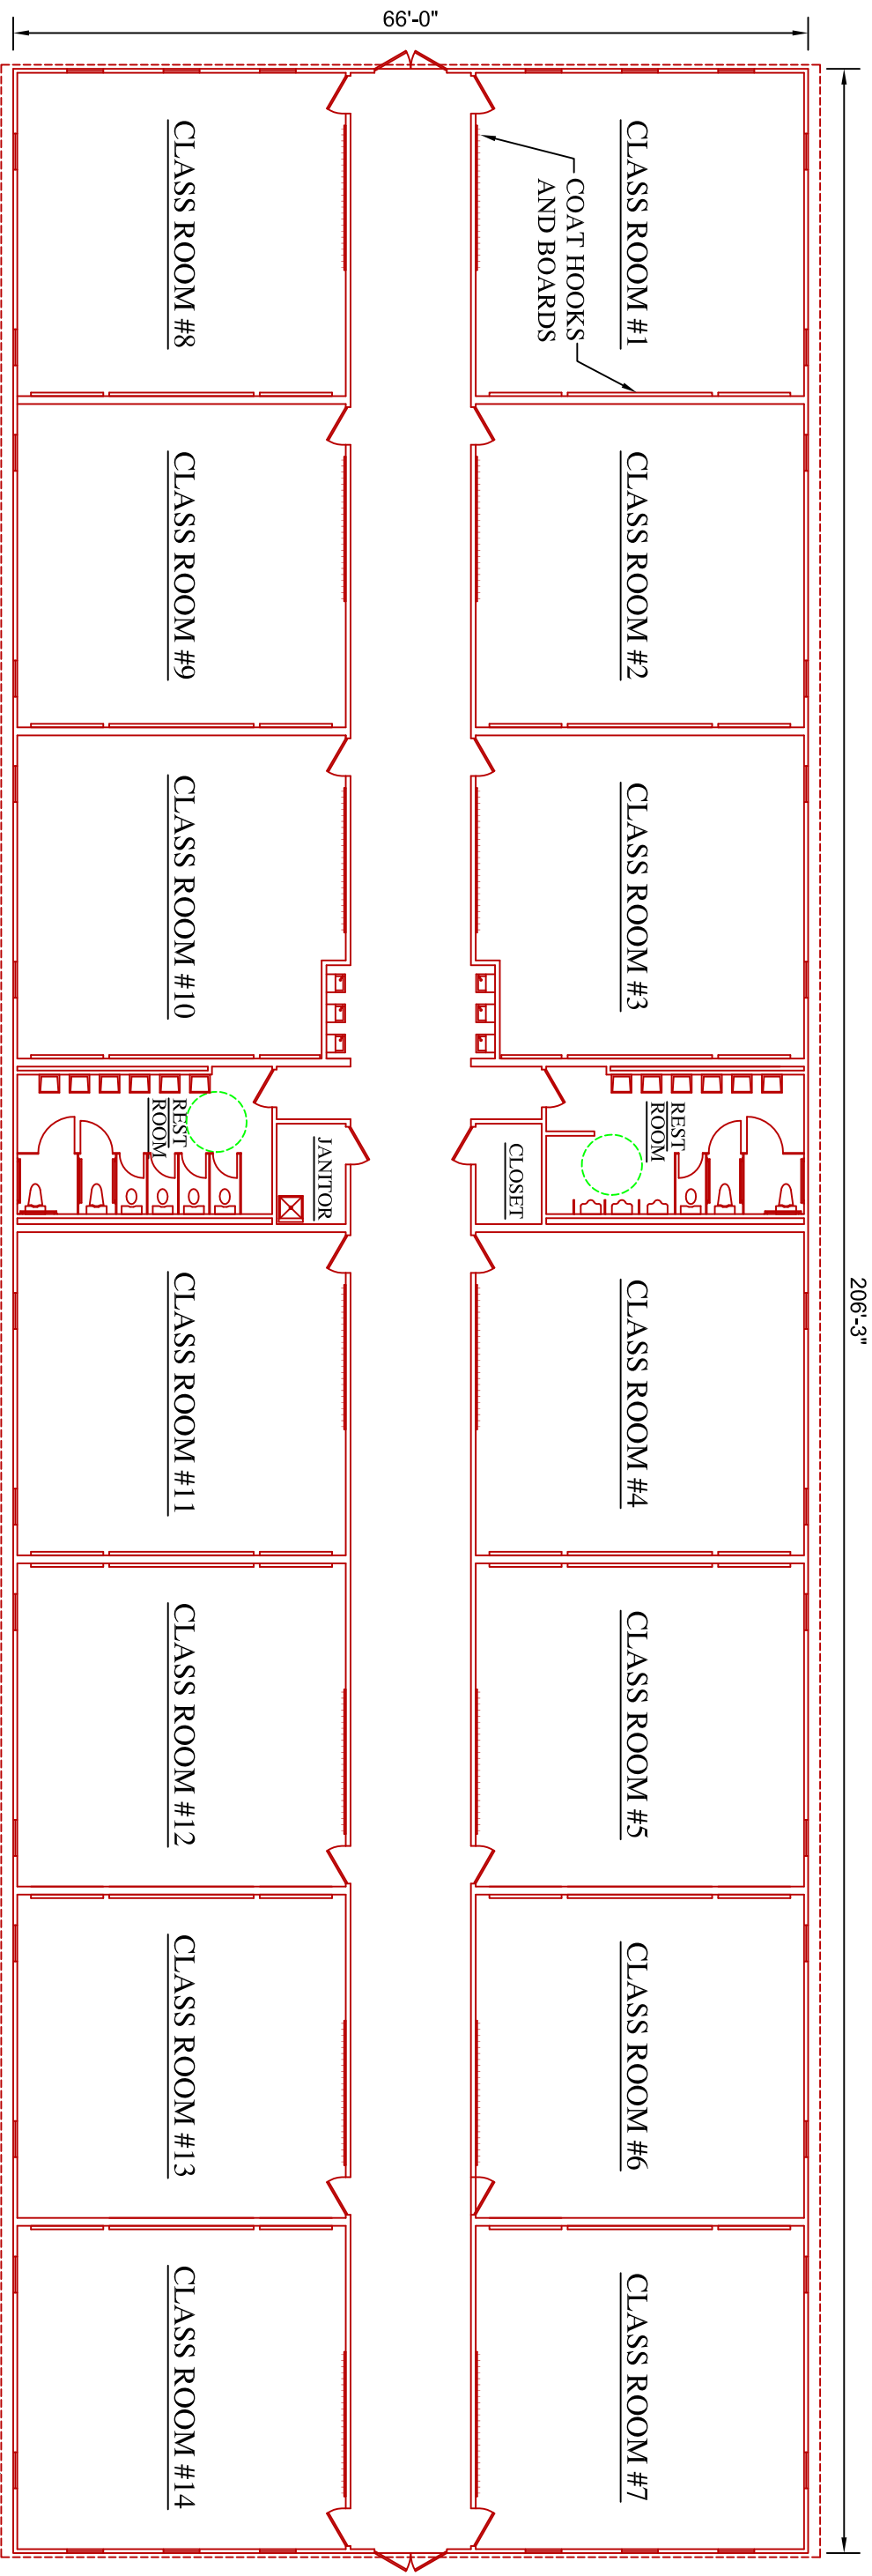 66'-0"
206'-3"
CLASS ROOM #1
COAT HOOKS
AND BOARDS
CLASS ROOM #2
CLASS ROOM #3
REST
ROOM
CLOSET
CLASS ROOM #4
CLASS ROOM #5
CLASS ROOM #6
CLASS ROOM #7
CLASS ROOM #8
CLASS ROOM #9
CLASS ROOM #10
REST
ROOM
JANITOR
CLASS ROOM #11
CLASS ROOM #12
CLASS ROOM #13
CLASS ROOM #14